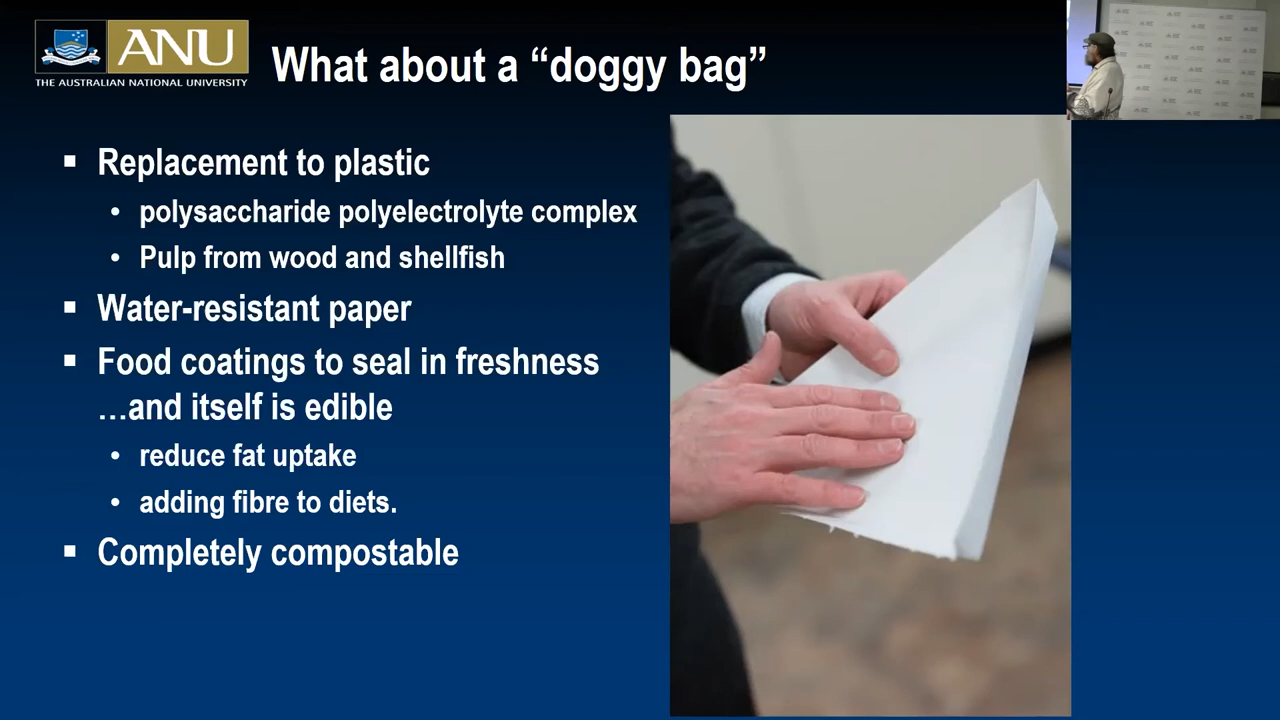 ANU
THE AUSTRALIAN NATIONAL UNIVERSITY
What about a “doggy bag”
▪ Replacement to plastic
• polysaccharide polyelectrolyte complex
• Pulp from wood and shellfish
▪ Water-resistant paper
▪ Food coatings to seal in freshness
…and itself is edible
• reduce fat uptake
• adding fibre to diets.
▪ Completely compostable